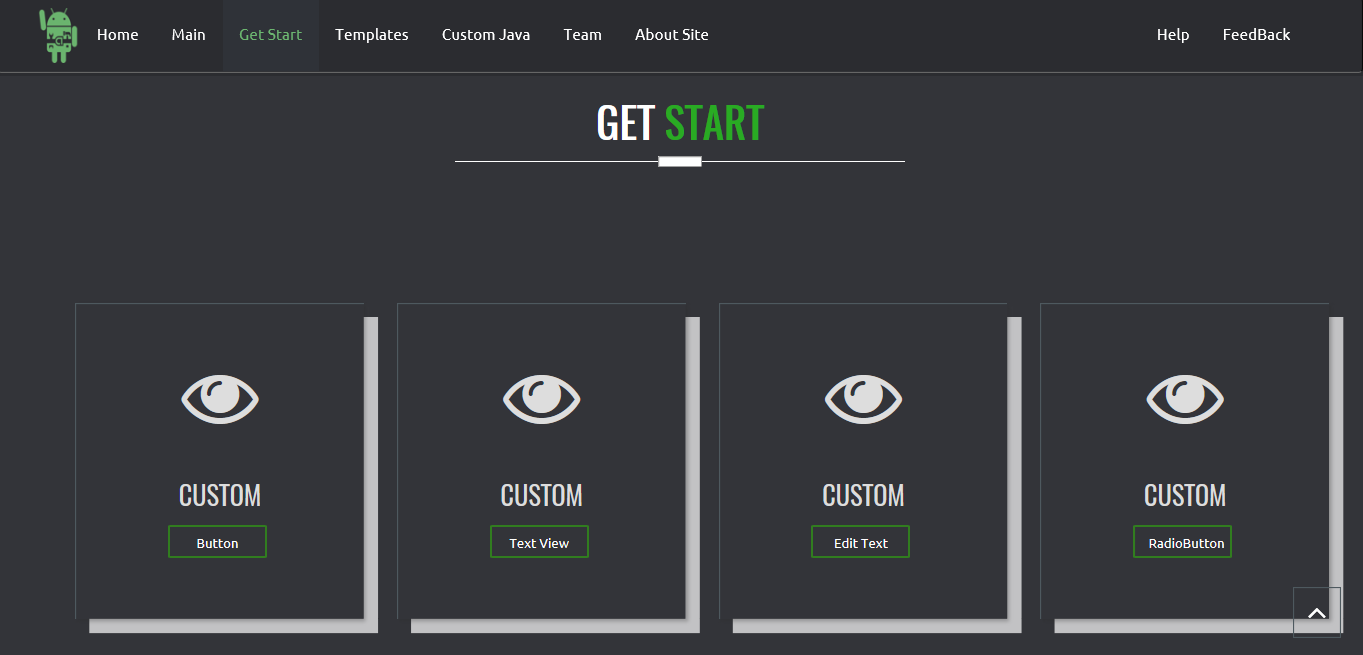 Home Main Get Start Templates Custom Java Team About Site Help FeedBack
GET START
CUSTOM CUSTOM CUSTOM CUSTOM
Button Text View Edit Text RadioButton